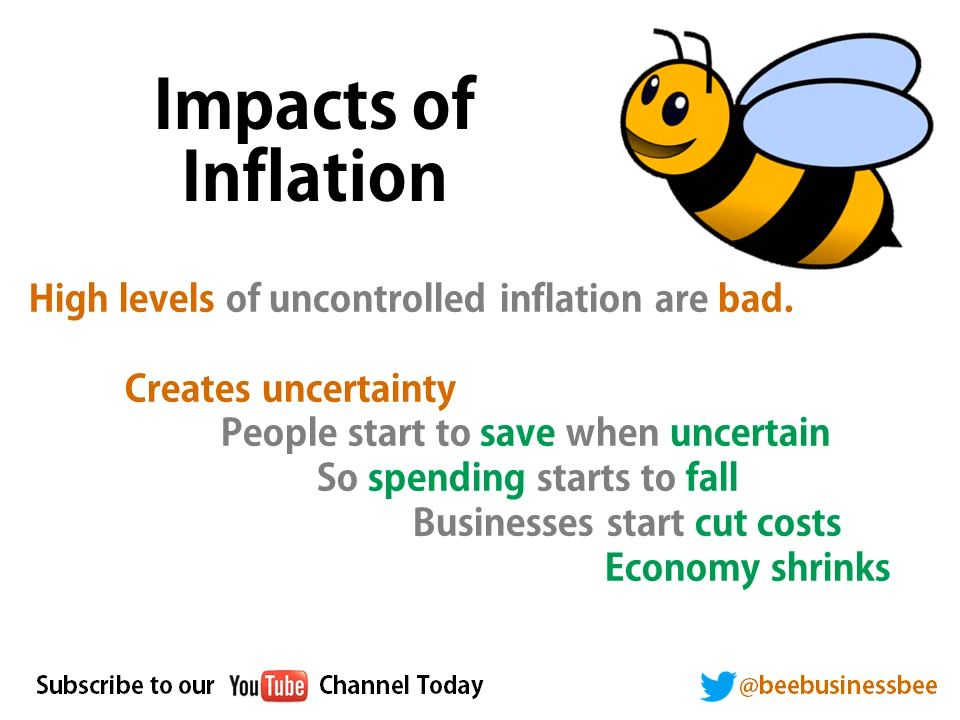 Impacts of
Inflation
High levels of uncontrolled inflation are bad.
Creates uncertainty
People start to save when uncertain
So spending starts to fall
Businesses start cut costs
Economy shrinks
Subscribe to our YouTube Channel Today
@beebusinessbee